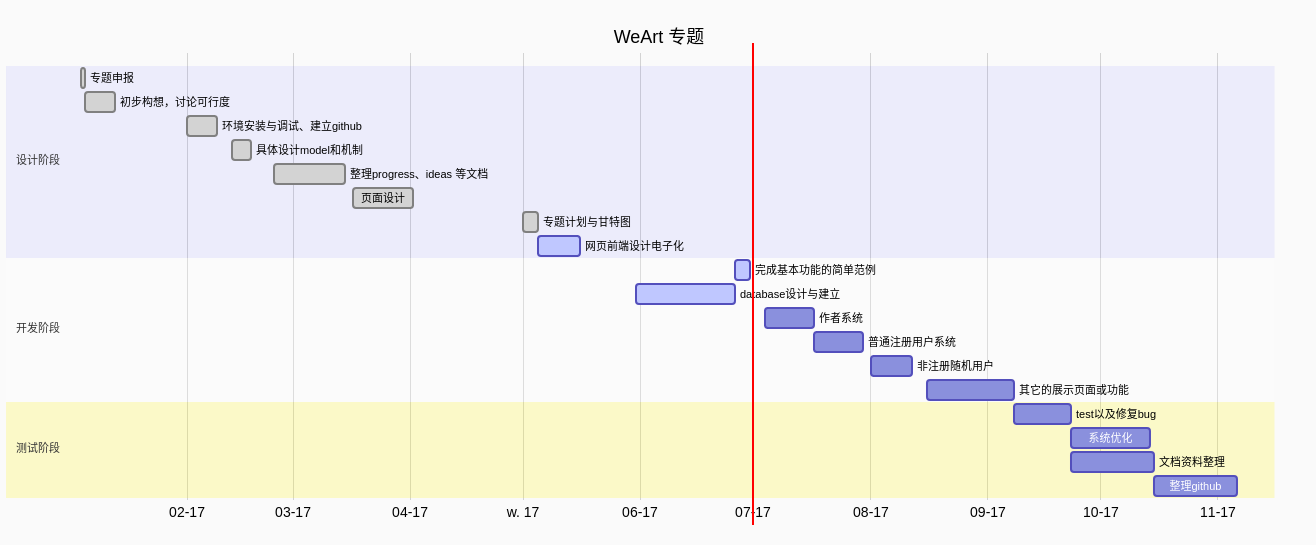 WeArt 专题
设计阶段
专题申报
初步构想，讨论可行度
环境安装与调试、建立github
具体设计model和机制
整理progress、ideas 等文档
页面设计
专题计划与甘特图
网页前端设计电子化
开发阶段
完成基本功能的简单范例
database设计与建立
作者系统
普通注册用户系统
非注册随机用户
其它的展示页面或功能
测试阶段
test以及修复bug
系统优化
文档资料整理
整理github
02-17 03-17 04-17 w. 17 06-17 07-17 08-17 09-17 10-17 11-17